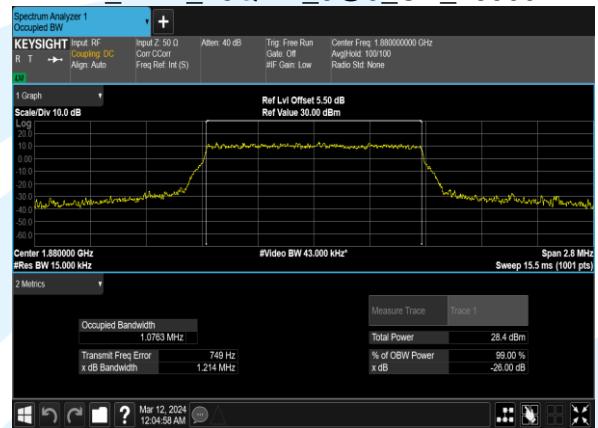 Spectrum Analyzer 1
Occupied BW
+
KEYSIGHT
R T
LXI
Input: RF
Coupling: DC
Align: Auto
Input Z: 50 Ω
Corr CCorr
Freq Ref: Int (S)
Atten: 40 dB
Trig: Free Run
Gate: Off
#IF Gain: Low
Center Freq: 1.880000000 GHz
Avg|Hold: 100/100
Radio Std: None
1 Graph
Scale/Div 10.0 dB
Ref Lvl Offset 5.50 dB
Ref Value 30.00 dBm
Log
20.0
10.0
0.00
-10.0
-20.0
-30.0
-40.0
-50.0
-60.0
Center 1.880000 GHz
#Video BW 43.000 kHz*
Span 2.8 MHz
#Res BW 15.000 kHz
Sweep 15.5 ms (1001 pts)
2 Metrics
Measure Trace Trace 1
Occupied Bandwidth
1.0763 MHz
Total Power 28.4 dBm
Transmit Freq Error 749 Hz
% of OBW Power 99.00 %
x dB Bandwidth 1.214 MHz
x dB -26.00 dB
?
Mar 12, 2024
12:04:58 AM